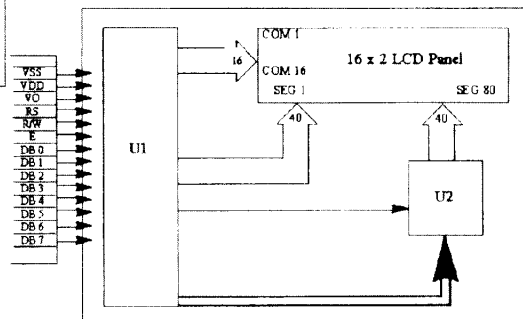 VSS
VDD
VO
RS
R/W
E
DB 0
DB 1
DB 2
DB 3
DB 4
DB 5
DB 6
DB 7
U1
16
COM 1
16 x 2 LCD Panel
COM 16
SEG 1
SEG 80
40
40
U2